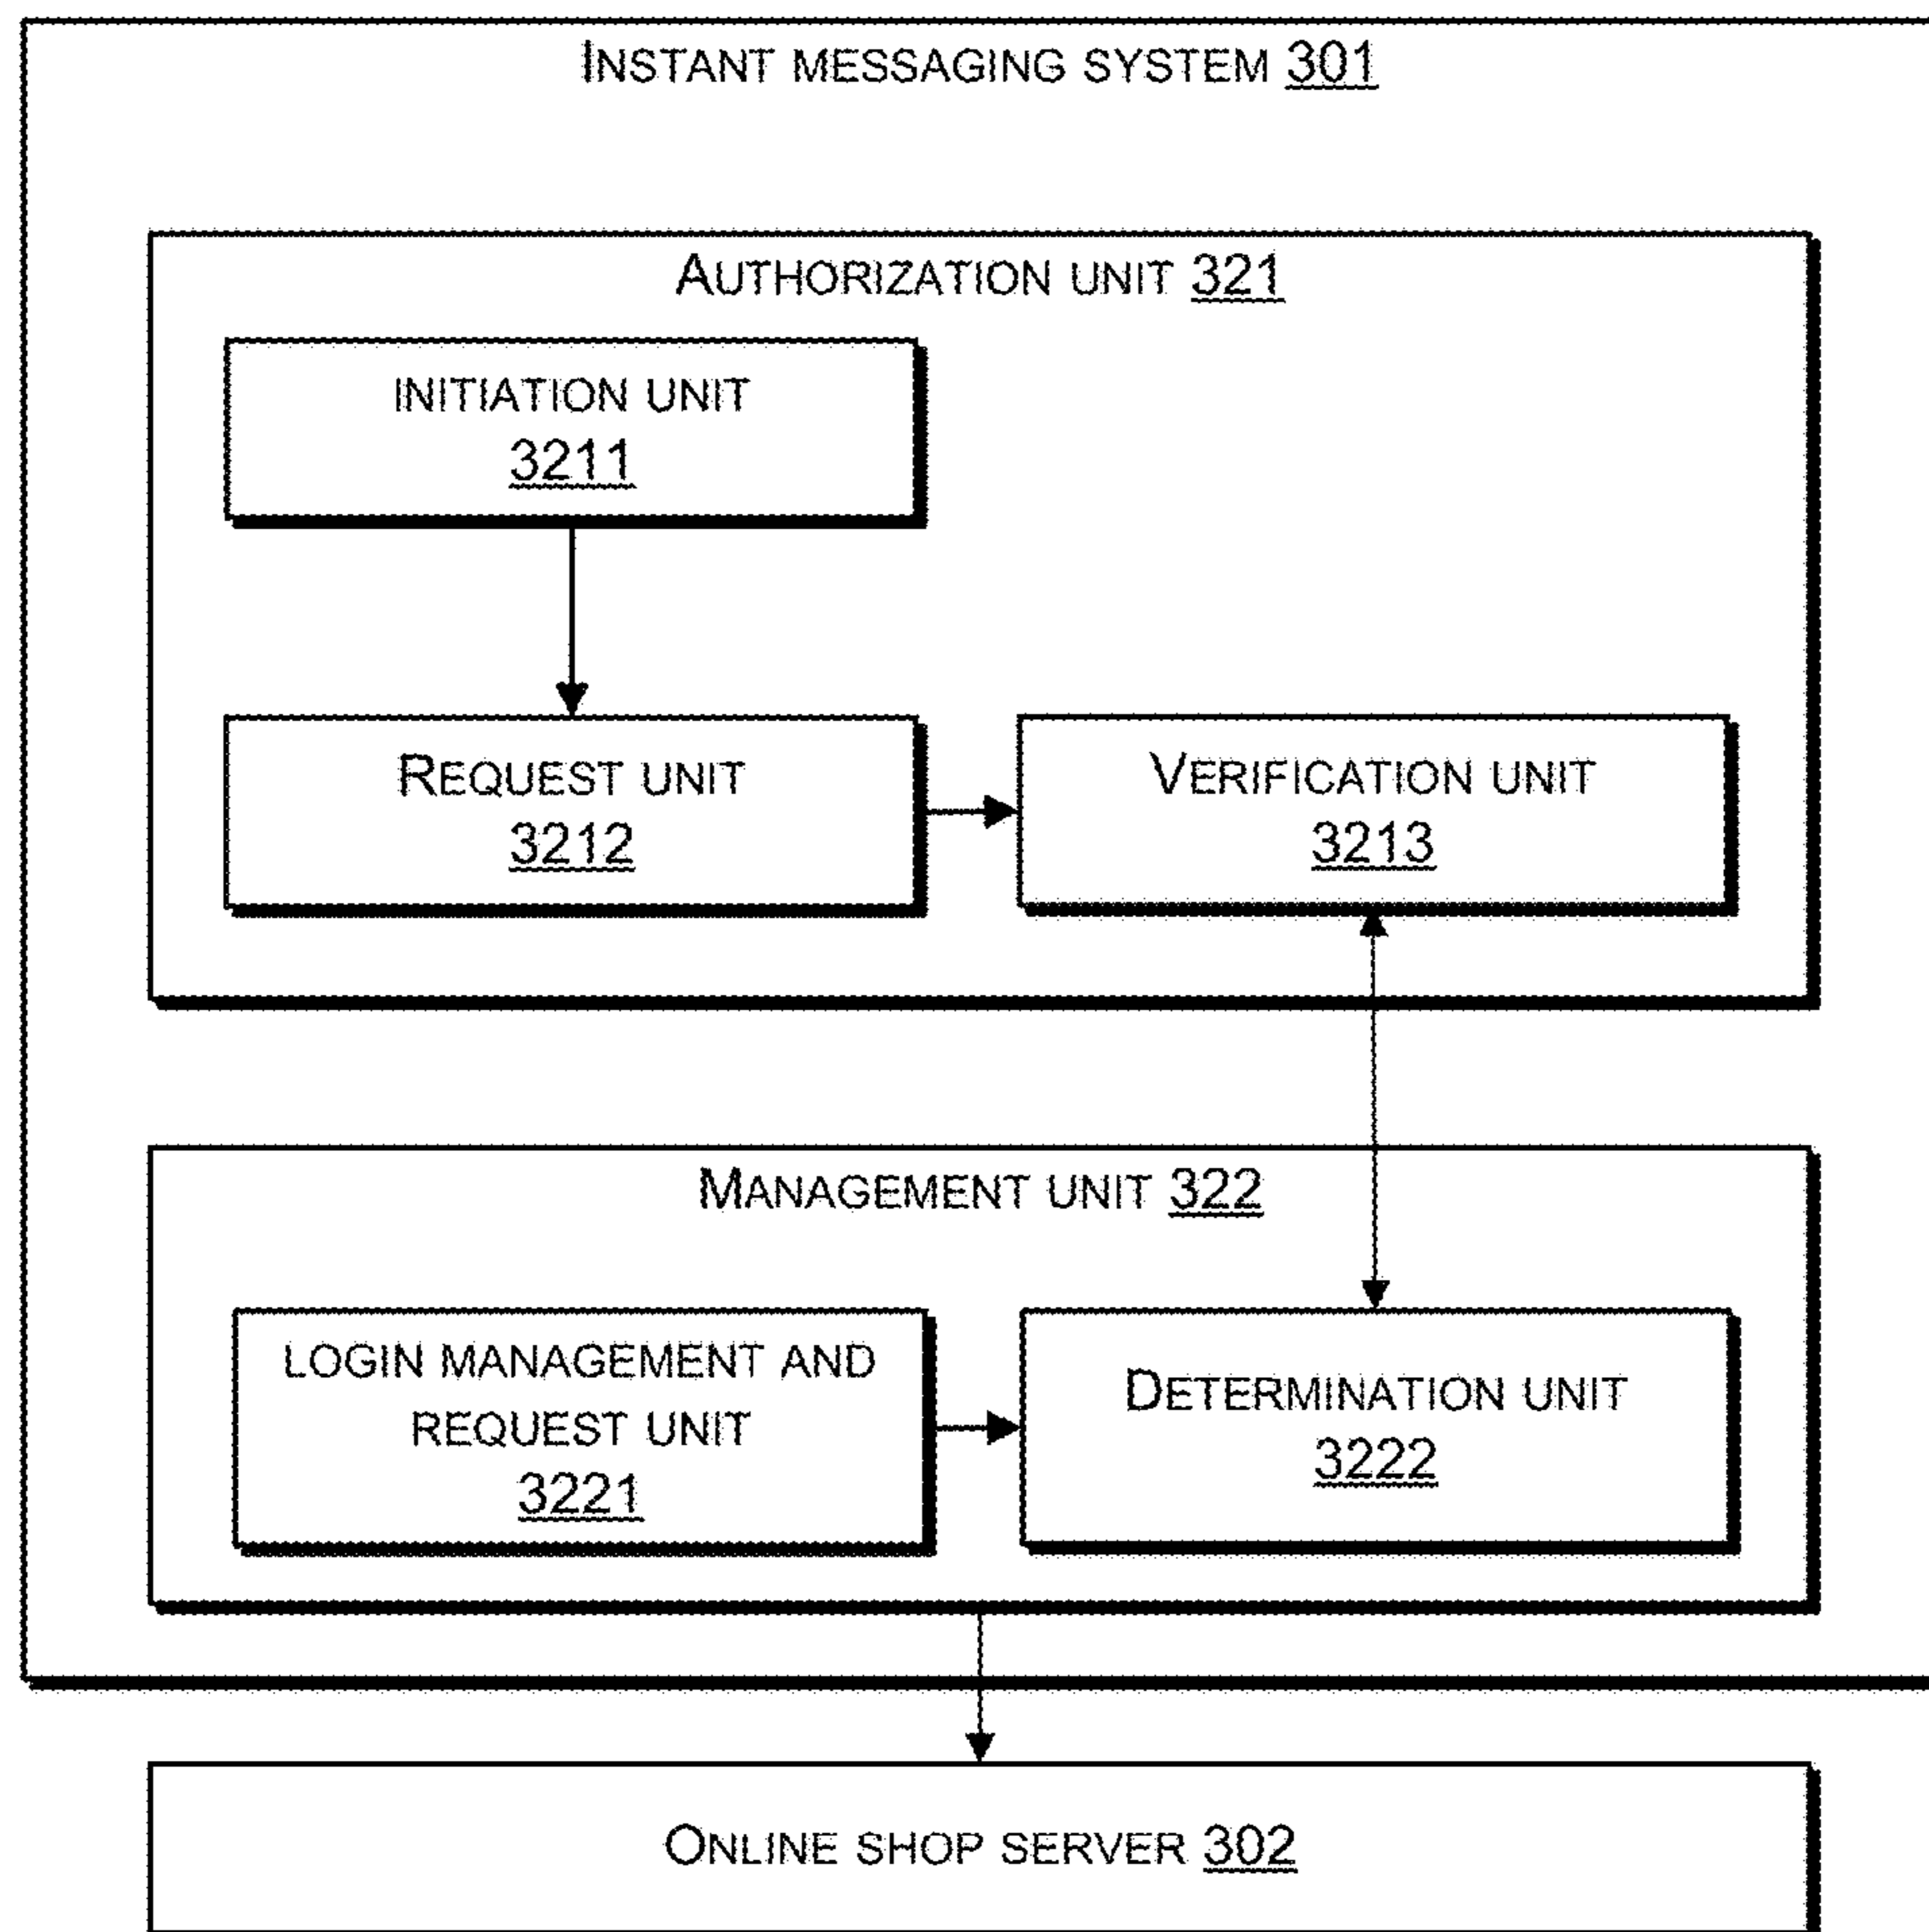 INSTANT MESSAGING SYSTEM 301
AUTHORIZATION UNIT 321
INITIATION UNIT
3211
REQUEST UNIT
3212
VERIFICATION UNIT
3213
MANAGEMENT UNIT 322
LOGIN MANAGEMENT AND
REQUEST UNIT
3221
DETERMINATION UNIT
3222
ONLINE SHOP SERVER 302